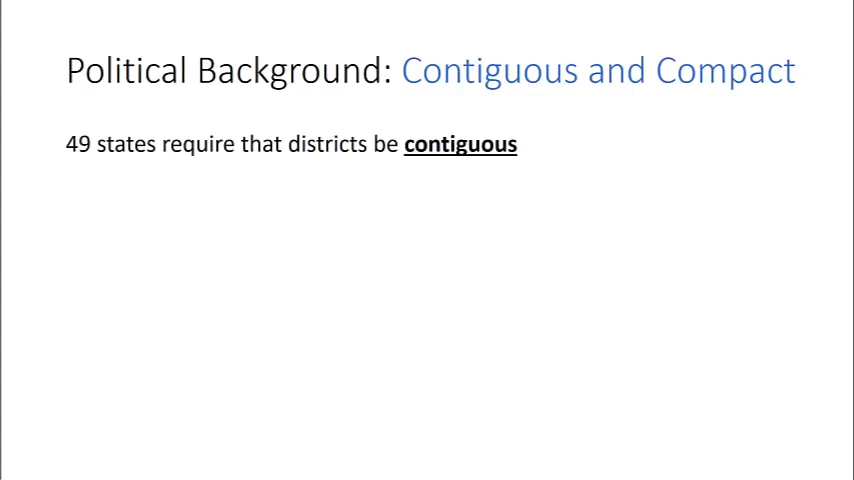 Political Background: Contiguous and Compact
49 states require that districts be contiguous